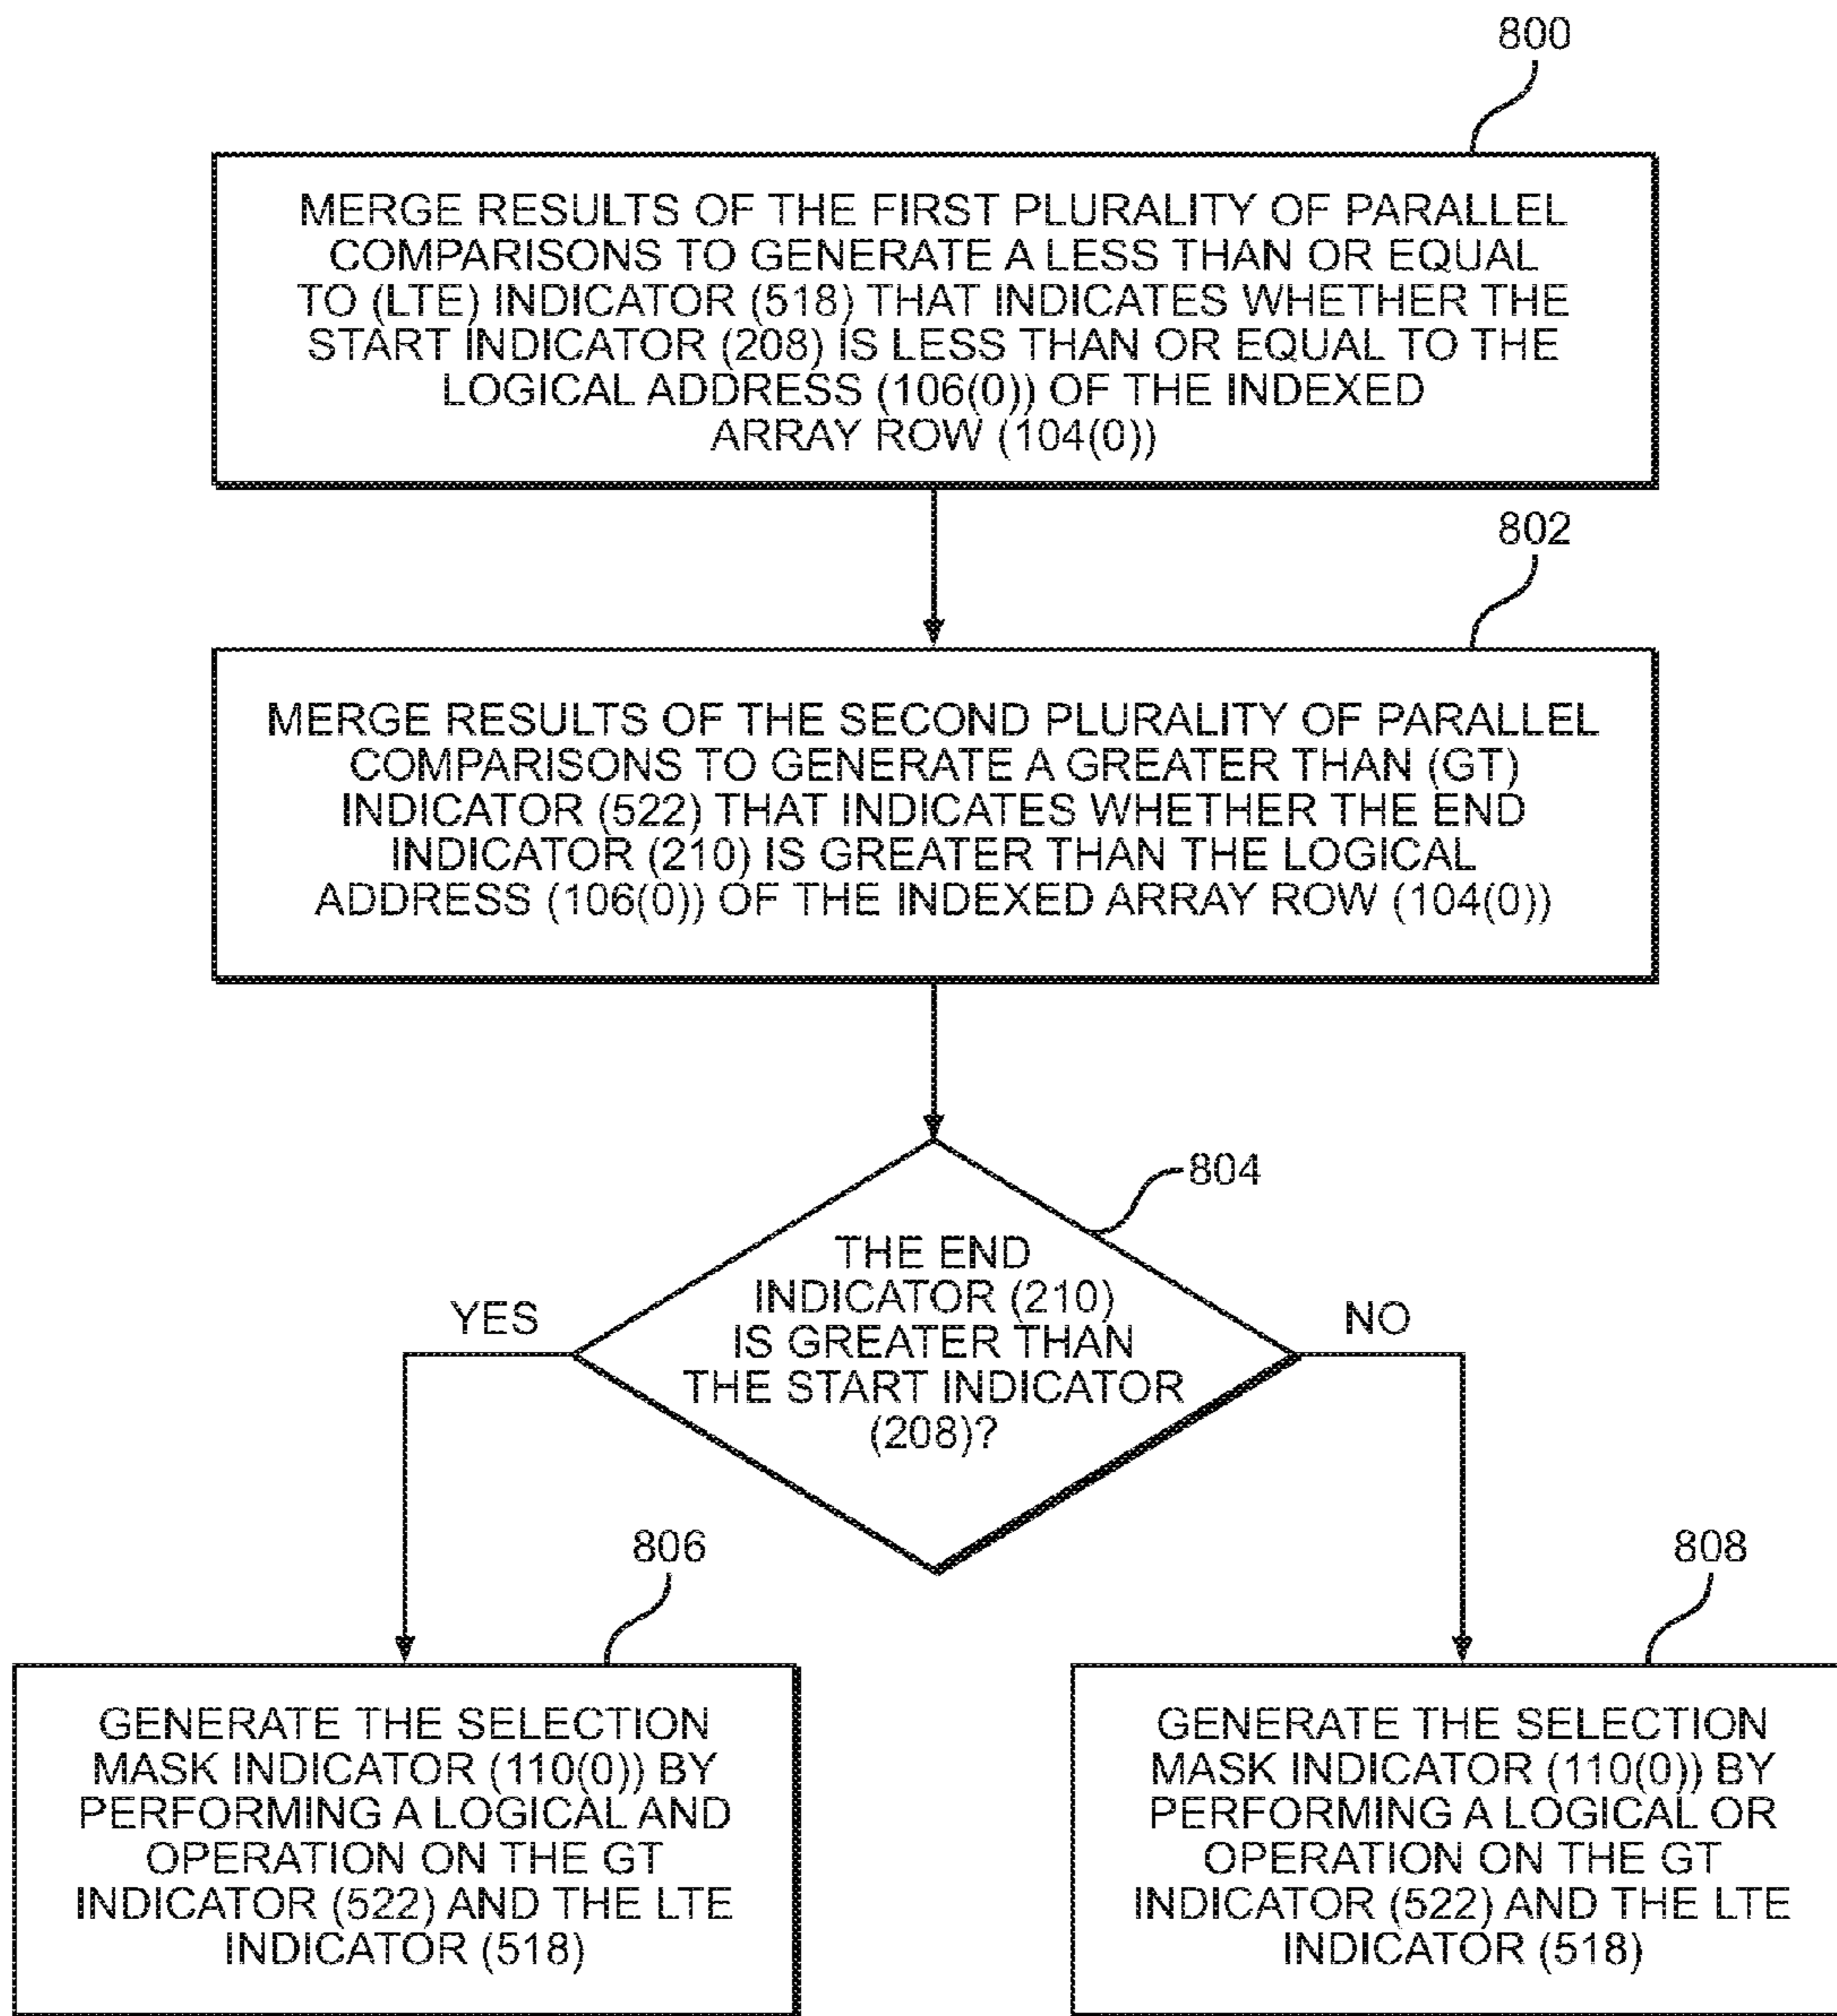 800
MERGE RESULTS OF THE FIRST PLURALITY OF PARALLEL
COMPARISONS TO GENERATE A LESS THAN OR EQUAL
TO (LTE) INDICATOR (518) THAT INDICATES WHETHER THE
START INDICATOR (208) IS LESS THAN OR EQUAL TO THE
LOGICAL ADDRESS (106(0)) OF THE INDEXED
ARRAY ROW (104(0))
802
MERGE RESULTS OF THE SECOND PLURALITY OF PARALLEL
COMPARISONS TO GENERATE A GREATER THAN (GT)
INDICATOR (522) THAT INDICATES WHETHER THE END
INDICATOR (210) IS GREATER THAN THE LOGICAL
ADDRESS (106(0)) OF THE INDEXED ARRAY ROW (104(0))
804
THE END
INDICATOR (210)
IS GREATER THAN
THE START INDICATOR
(208)?
YES
NO
806
GENERATE THE SELECTION
MASK INDICATOR (110(0)) BY
PERFORMING A LOGICAL AND
OPERATION ON THE GT
INDICATOR (522) AND THE LTE
INDICATOR (518)
808
GENERATE THE SELECTION
MASK INDICATOR (110(0)) BY
PERFORMING A LOGICAL OR
OPERATION ON THE GT
INDICATOR (522) AND THE LTE
INDICATOR (518)